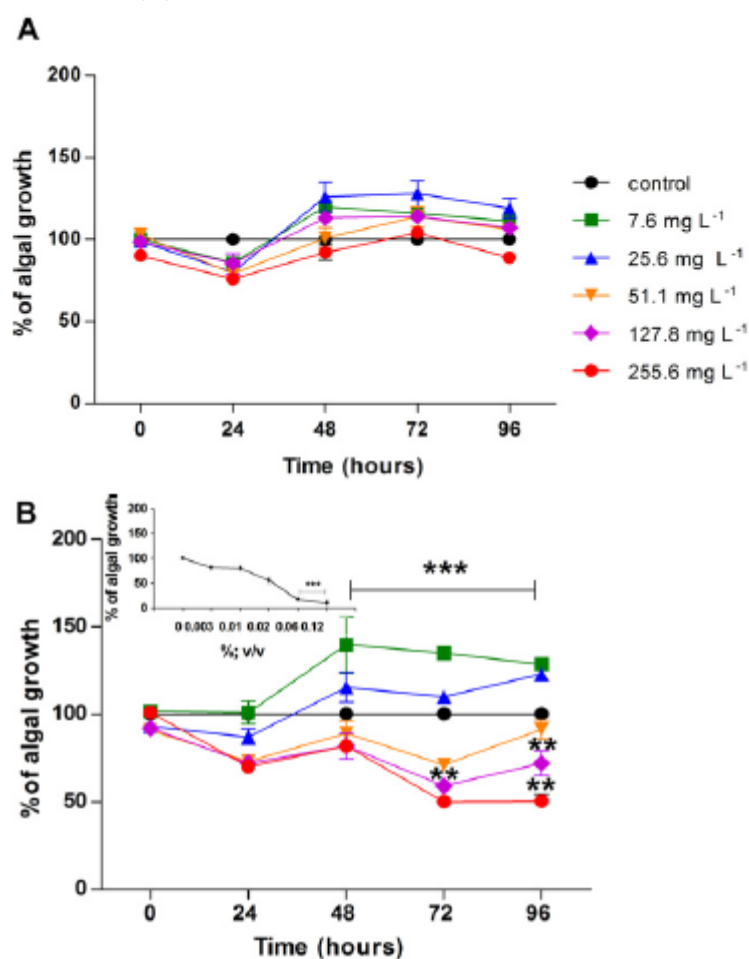 A
200
150
100
50
0
% of algal growth
0 24 48 72 96
Time (hours)
control
7.6 mg L⁻¹
25.6 mg L⁻¹
51.1 mg L⁻¹
127.8 mg L⁻¹
255.6 mg L⁻¹
B
200
150
100
50
0
% of algal growth
200
150
100
50
0
% of algal growth
***
0 0,003 0,01 0,02 0,06 0,12
%; v/v
***
**
**
**
0 24 48 72 96
Time (hours)